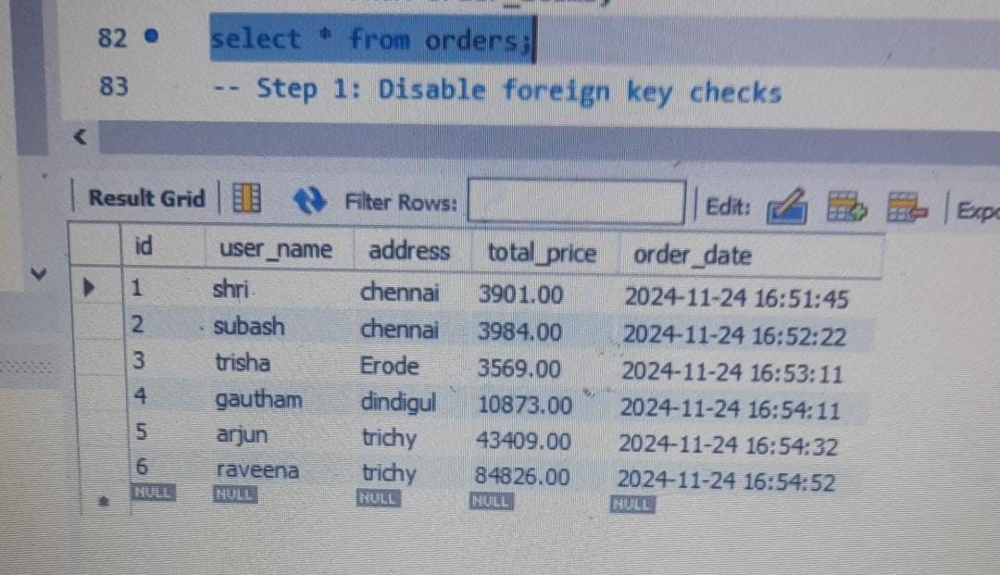 82 select * from orders;
83 -- Step 1: Disable foreign key checks
Result Grid Filter Rows: Edit:
id user_name address total_price order_date
1 shri chennai 3901.00 2024-11-24 16:51:45
2 subash chennai 3984.00 2024-11-24 16:52:22
3 trisha Erode 3569.00 2024-11-24 16:53:11
4 gautham dindigul 10873.00 2024-11-24 16:54:11
5 arjun trichy 43409.00 2024-11-24 16:54:32
6 raveena trichy 84826.00 2024-11-24 16:54:52
NULL NULL NULL NULL NULL